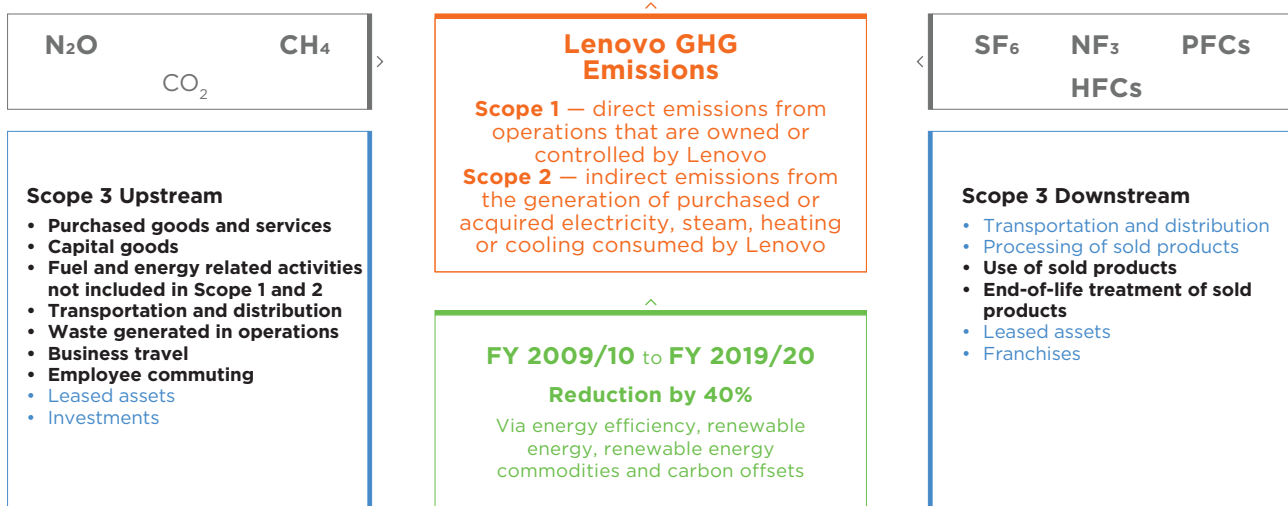 N₂O CH₄
CO₂
Lenovo GHG
Emissions
Scope 1 — direct emissions from
operations that are owned or
controlled by Lenovo
Scope 2 — indirect emissions from
the generation of purchased or
acquired electricity, steam, heating
or cooling consumed by Lenovo
SF₆ NF₃ PFCs
HFCs
Scope 3 Upstream
• Purchased goods and services
• Capital goods
• Fuel and energy related activities
not included in Scope 1 and 2
• Transportation and distribution
• Waste generated in operations
• Business travel
• Employee commuting
• Leased assets
• Investments
FY 2009/10 to FY 2019/20
Reduction by 40%
Via energy efficiency, renewable
energy, renewable energy
commodities and carbon offsets
Scope 3 Downstream
• Transportation and distribution
• Processing of sold products
• Use of sold products
• End-of-life treatment of sold
products
• Leased assets
• Franchises